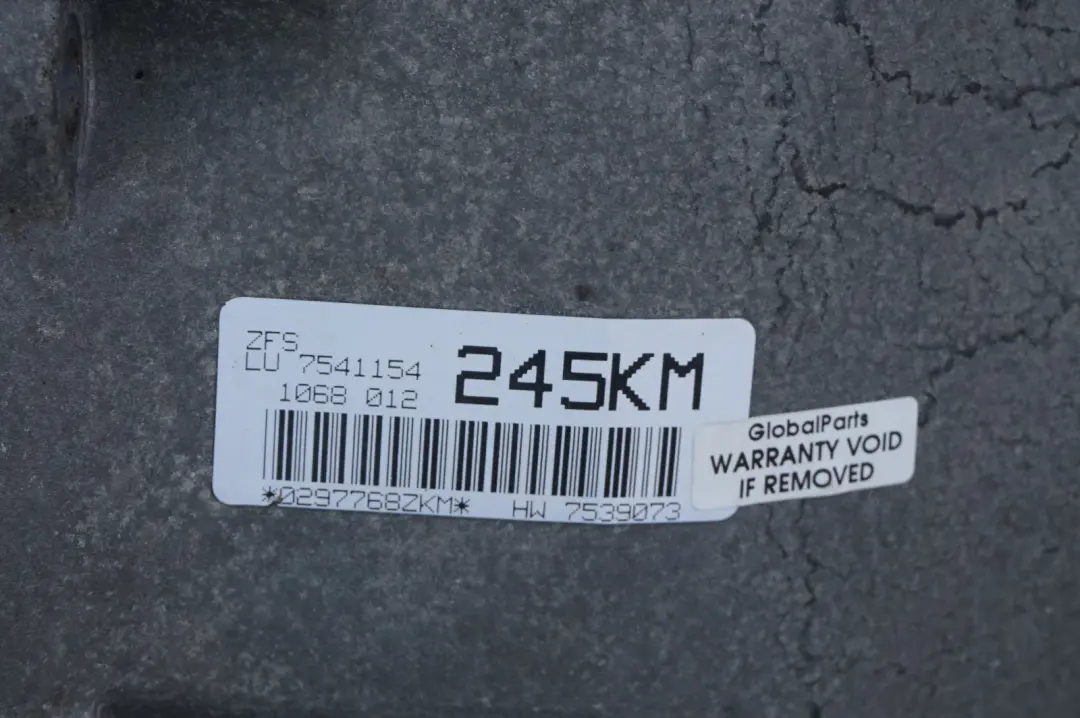 ZFS
LU 7541154
245KM
1068 012
*0297768ZKM* HW 7539073
GlobalParts
WARRANTY VOID
IF REMOVED